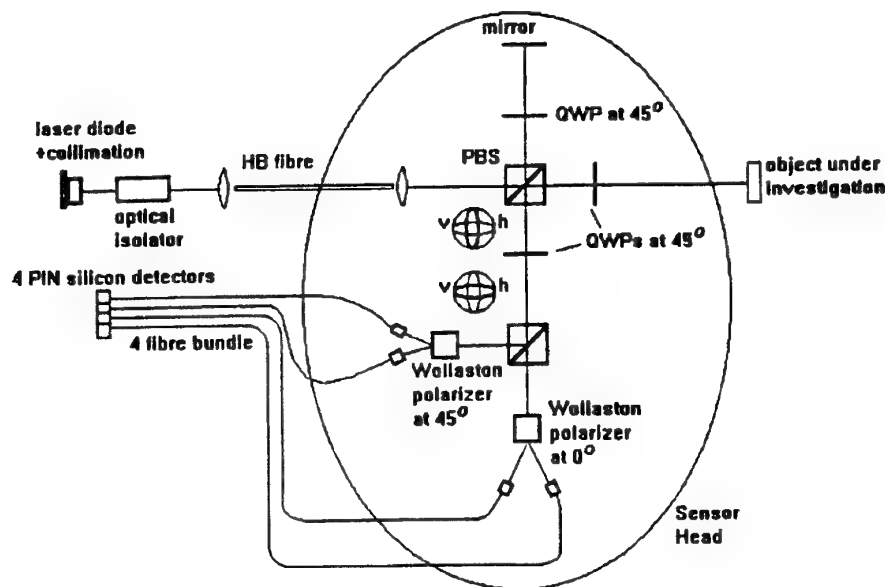 mirror
QWP at 45°
laser diode
+collimation
HB fibre
PBS
object under
investigation
optical
isolator
v h
QWPs at 45°
4 PIN silicon detectors
v h
4 fibre bundle
Wollaston
polarizer
at 45°
Wollaston
polarizer
at 0°
Sensor
Head